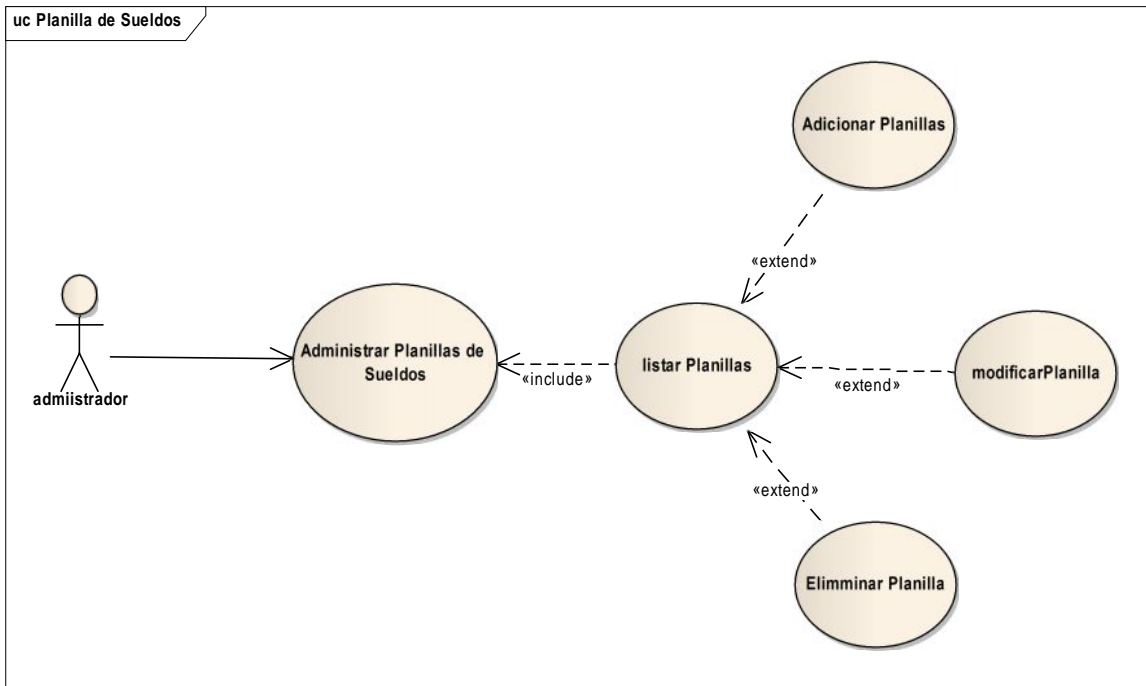 uc Planilla de Sueldos
Adicionar Planillas
«extend»
Administrar Planillas de
Sueldos
«include»
listar Planillas
«extend»
modificarPlanilla
admiistrador
«extend»
Elimminar Planilla